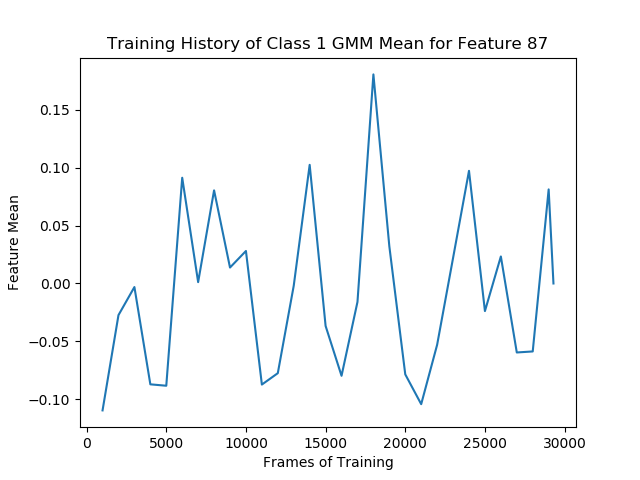 Training History of Class 1 GMM Mean for Feature 87
0.15
0.10
0.05
0.00
−0.05
−0.10
Feature Mean
0 5000 10000 15000 20000 25000 30000
Frames of Training